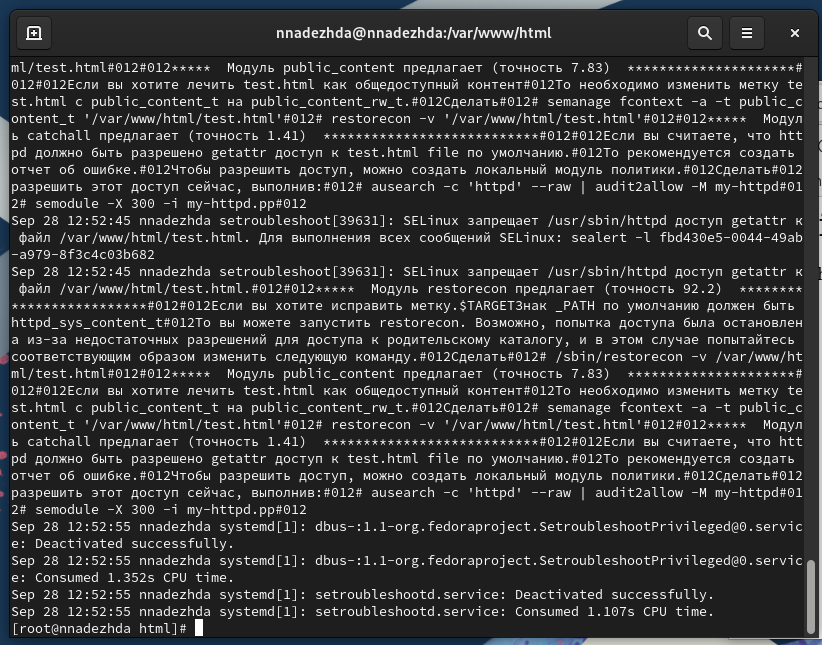 nnadezhda@nnadezhda:/var/www/html
ml/test.html#012#012*****  Модуль public_content предлагает (точность 7.83)  *********************#
012#012Если вы хотите лечить test.html как общедоступный контент#012То необходимо изменить метку te
st.html с public_content_t на public_content_rw_t.#012Сделать#012# semanage fcontext -a -t public_c
ontent_t '/var/www/html/test.html'#012# restorecon -v '/var/www/html/test.html'#012#012*****  Модул
ь catchall предлагает (точность 1.41)  **************************#012#012Если вы считаете, что htt
pd должно быть разрешено getattr доступ к test.html file по умолчанию.#012То рекомендуется создать
отчет об ошибке.#012Чтобы разрешить доступ, можно создать локальный модуль политики.#012Сделать#012
разрешить этот доступ сейчас, выполнив:#012# ausearch -c 'httpd' --raw | audit2allow -M my-httpd#01
2# semodule -X 300 -i my-httpd.pp#012
Sep 28 12:52:45 nnadezhda setroubleshoot[39631]: SELinux запрещает /usr/sbin/httpd доступ getattr к
файл /var/www/html/test.html. Для выполнения всех сообщений SELinux: sealert -l fbd430e5-0044-49ab
-a979-8f3c4c03b682
Sep 28 12:52:45 nnadezhda setroubleshoot[39631]: SELinux запрещает /usr/sbin/httpd доступ getattr к
файл /var/www/html/test.html.#012#012*****  Модуль restorecon предлагает (точность 92.2)  ********
*****************#012#012Если вы хотите исправить метку.$TARGETЗнак _PATH по умолчанию должен быть
httpd_sys_content_t#012То вы можете запустить restorecon. Возможно, попытка доступа была остановлен
а из-за недостаточных разрешений для доступа к родительскому каталогу, и в этом случае попытайтесь
соответствующим образом изменить следующую команду.#012Сделать#012# /sbin/restorecon -v /var/www/ht
ml/test.html#012#012*****  Модуль public_content предлагает (точность 7.83)  *********************#
012#012Если вы хотите лечить test.html как общедоступный контент#012То необходимо изменить метку te
st.html с public_content_t на public_content_rw_t.#012Сделать#012# semanage fcontext -a -t public_c
ontent_t '/var/www/html/test.html'#012# restorecon -v '/var/www/html/test.html'#012#012*****  Модул
ь catchall предлагает (точность 1.41)  **************************#012#012Если вы считаете, что htt
pd должно быть разрешено getattr доступ к test.html file по умолчанию.#012То рекомендуется создать
отчет об ошибке.#012Чтобы разрешить доступ, можно создать локальный модуль политики.#012Сделать#012
разрешить этот доступ сейчас, выполнив:#012# ausearch -c 'httpd' --raw | audit2allow -M my-httpd#01
2# semodule -X 300 -i my-httpd.pp#012
Sep 28 12:52:55 nnadezhda systemd[1]: dbus-:1.1-org.fedoraproject.SetroubleshootPrivileged@0.servic
e: Deactivated successfully.
Sep 28 12:52:55 nnadezhda systemd[1]: dbus-:1.1-org.fedoraproject.SetroubleshootPrivileged@0.servic
e: Consumed 1.352s CPU time.
Sep 28 12:52:55 nnadezhda systemd[1]: setroubleshootd.service: Deactivated successfully.
Sep 28 12:52:55 nnadezhda systemd[1]: setroubleshootd.service: Consumed 1.107s CPU time.
[root@nnadezhda html]#